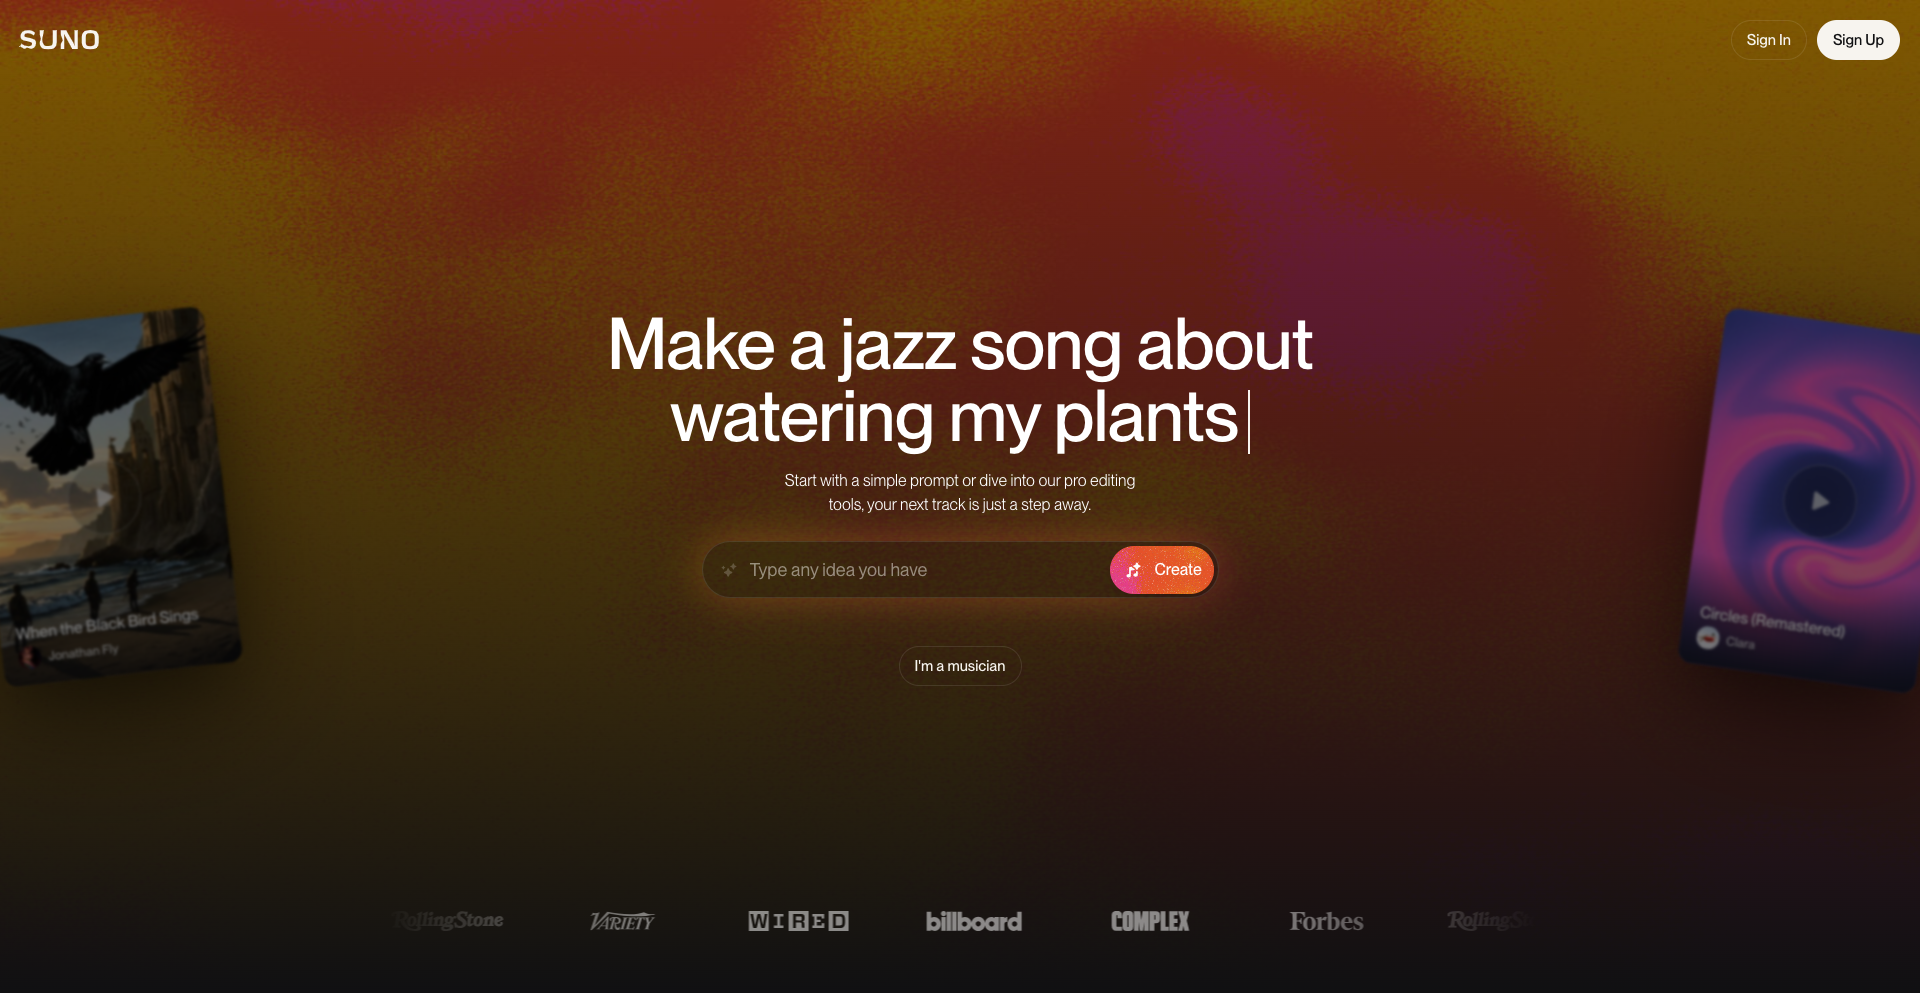 SUNO
Sign In
Sign Up
Make a jazz song about
watering my plants
Start with a simple prompt or dive into our pro editing
tools, your next track is just a step away.
Type any idea you have
Create
When the Black Bird Sings
Jonathan Fly
Circles (Remastered)
Clara
I'm a musician
RollingStone
VARIETY
WIRED
billboard
COMPLEX
Forbes
RollingSt